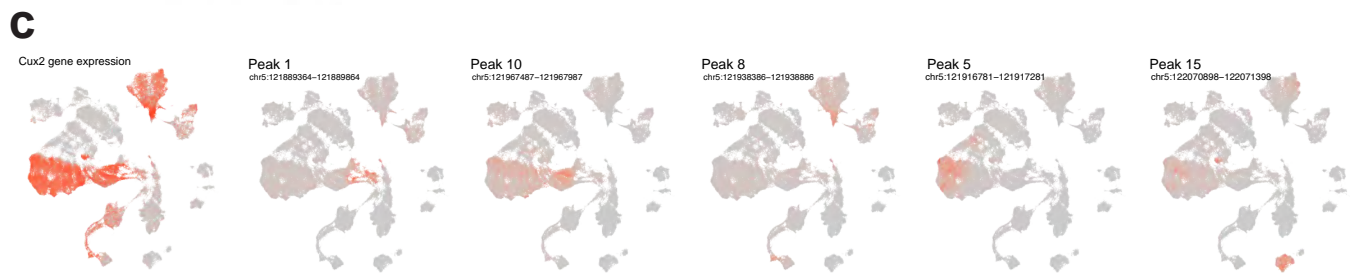 C
Cux2 gene expression
Peak 1
chr5:121889364−121889864
Peak 10
chr5:121967487−121967987
Peak 8
chr5:121938386−121938886
Peak 5
chr5:121916781−121917281
Peak 15
chr5:122070898−122071398